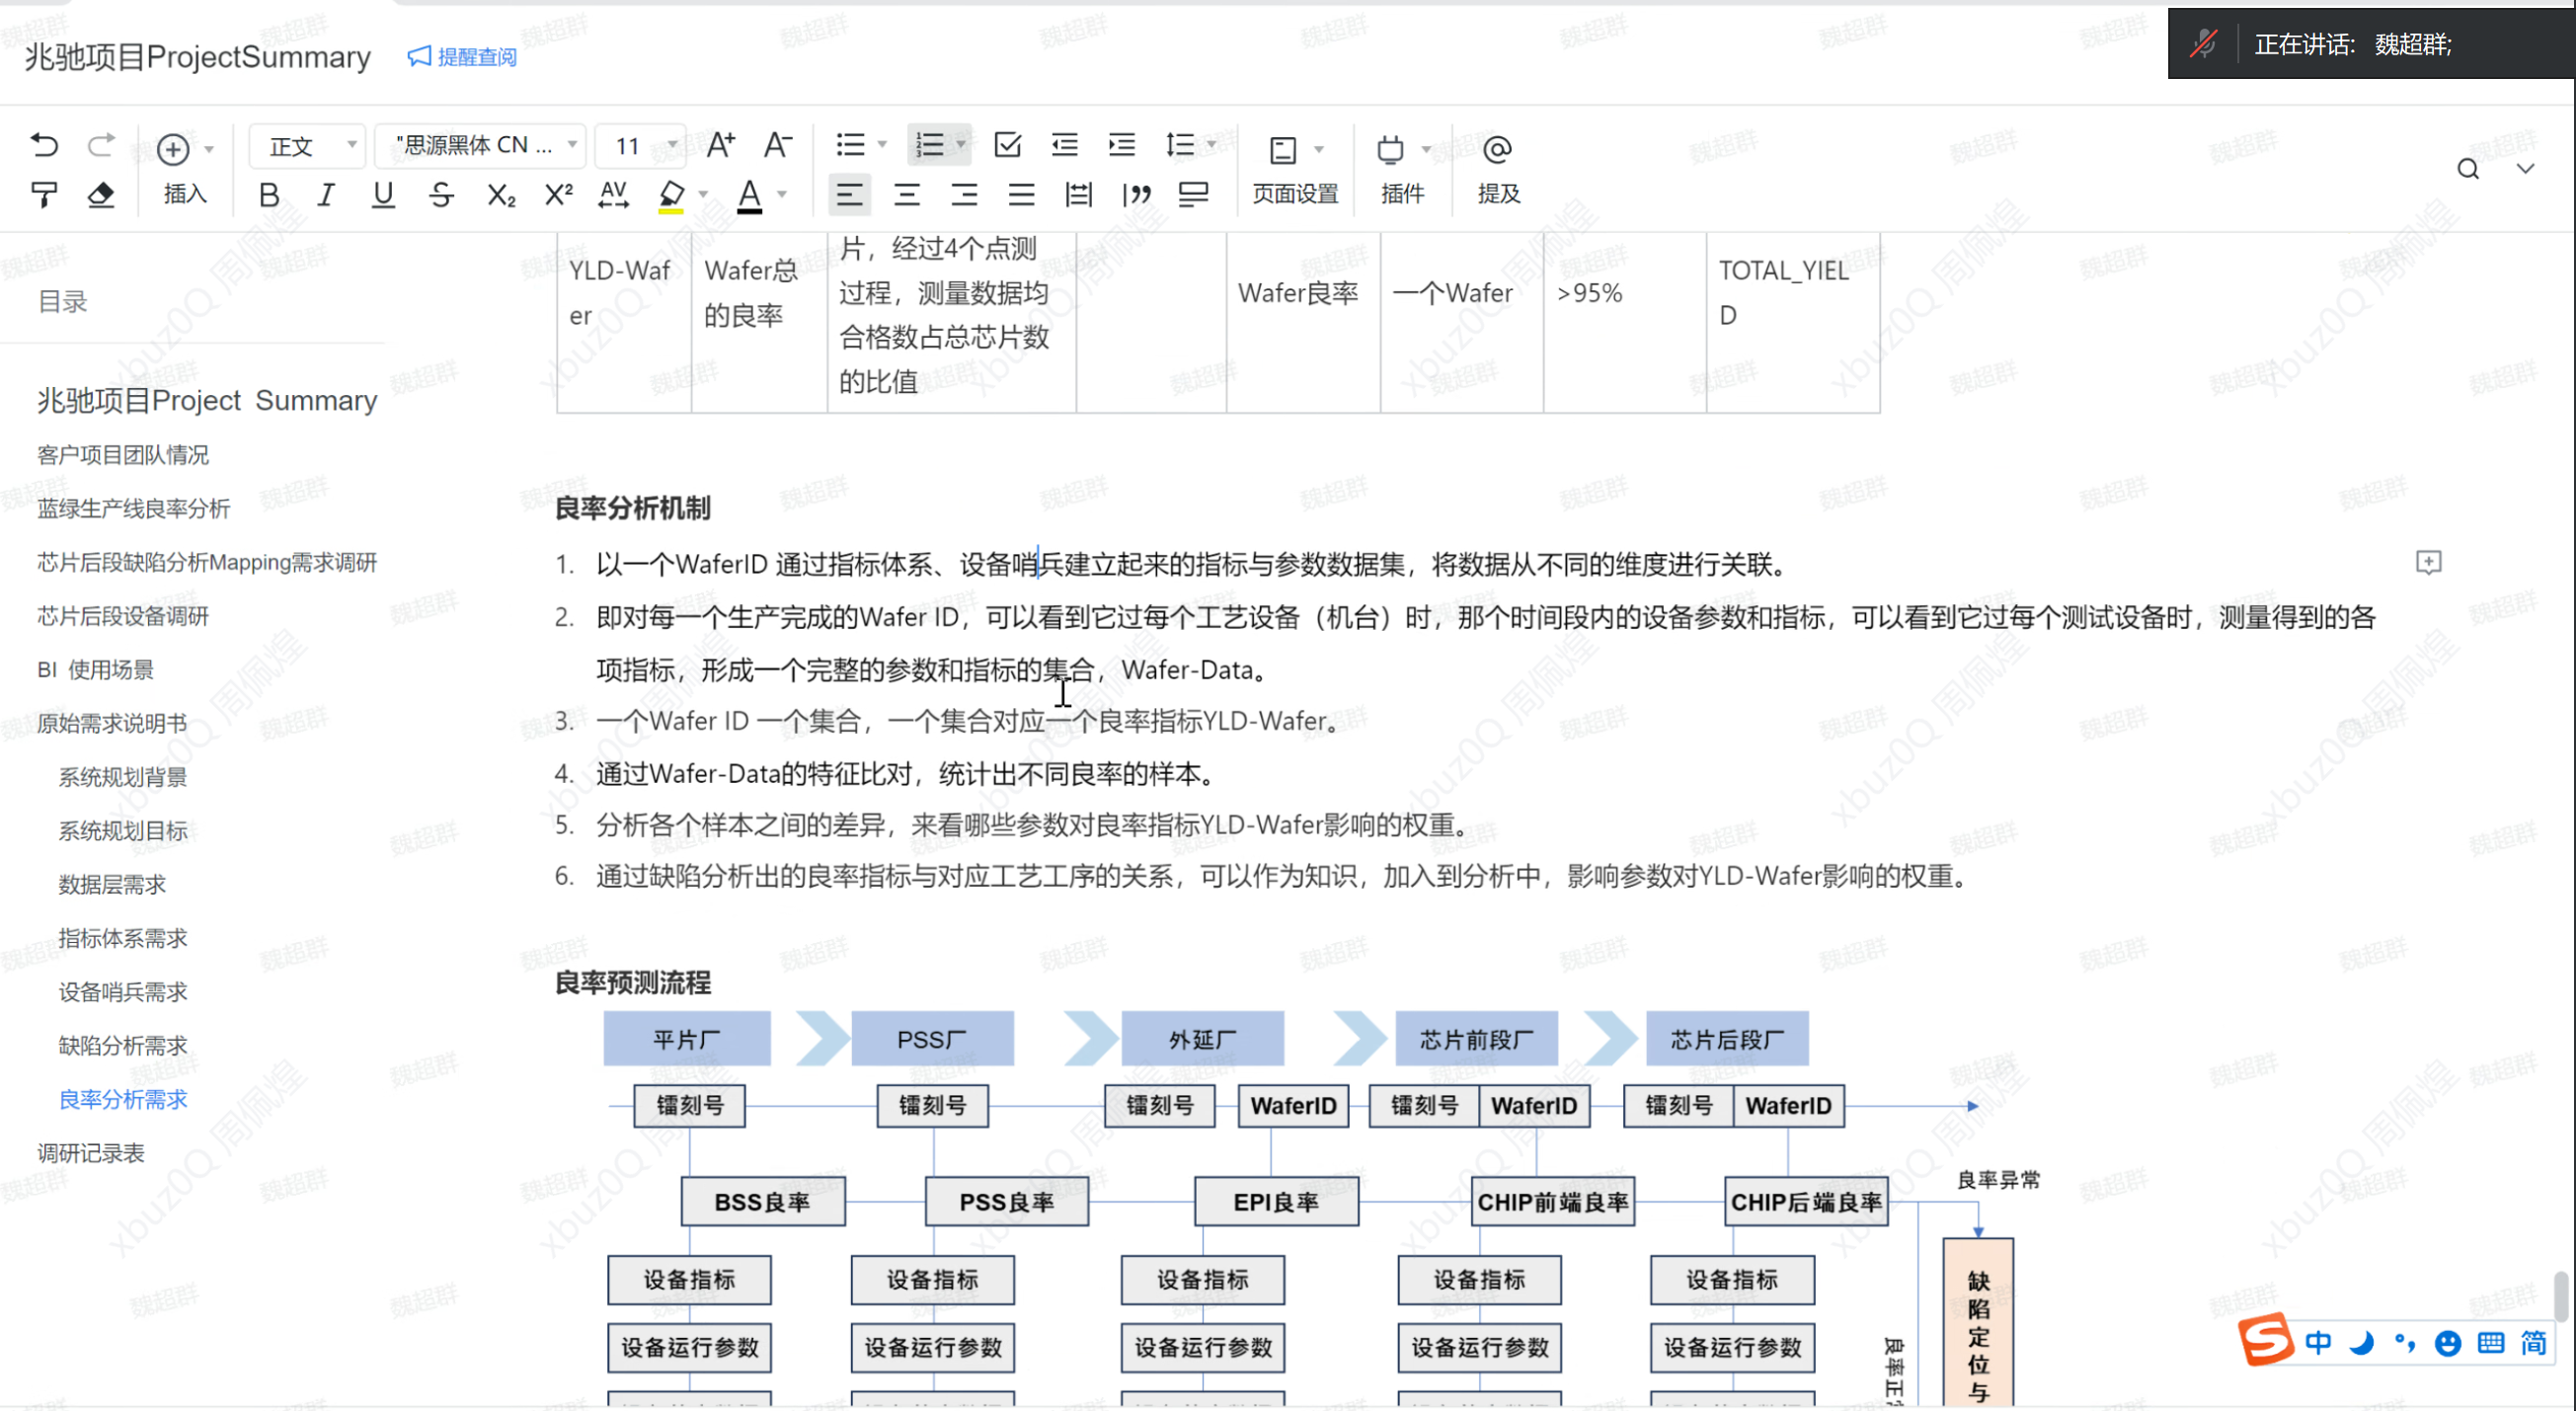 兆驰项目ProjectSummary
提醒查阅
正在讲话: 魏超群;
正文
"思源黑体 CN ...
11
插入
页面设置
插件
提及
目录
兆驰项目Project Summary
客户项目团队情况
蓝绿生产线良率分析
芯片后段缺陷分析Mapping需求调研
芯片后段设备调研
BI 使用场景
原始需求说明书
系统规划背景
系统规划目标
数据层需求
指标体系需求
设备哨兵需求
缺陷分析需求
良率分析需求
调研记录表
YLD-Waf
er
Wafer总
的良率
片，经过4个点测
过程，测量数据均
合格数占总芯片数
的比值
Wafer良率
一个Wafer
>95%
TOTAL_YIEL
D
良率分析机制
1. 以一个WaferID 通过指标体系、设备哨兵建立起来的指标与参数数据集，将数据从不同的维度进行关联。
2. 即对每一个生产完成的Wafer ID，可以看到它过每个工艺设备（机台）时，那个时间段内的设备参数和指标，可以看到它过每个测试设备时，测量得到的各
项指标，形成一个完整的参数和指标的集合，Wafer-Data。
3. 一个Wafer ID 一个集合，一个集合对应一个良率指标YLD-Wafer。
4. 通过Wafer-Data的特征比对，统计出不同良率的样本。
5. 分析各个样本之间的差异，来看哪些参数对良率指标YLD-Wafer影响的权重。
6. 通过缺陷分析出的良率指标与对应工艺工序的关系，可以作为知识，加入到分析中，影响参数对YLD-Wafer影响的权重。
良率预测流程
平片厂 PSS厂 外延厂 芯片前段厂 芯片后段厂
镭刻号 镭刻号 镭刻号 WaferID 镭刻号 WaferID 镭刻号 WaferID
良率异常
BSS良率 PSS良率 EPI良率 CHIP前端良率 CHIP后端良率
设备指标 设备指标 设备指标 设备指标 设备指标
设备运行参数 设备运行参数 设备运行参数 设备运行参数 设备运行参数
良率正
缺陷定位与
中
简
魏超群
xbuz0Q 周佩煌